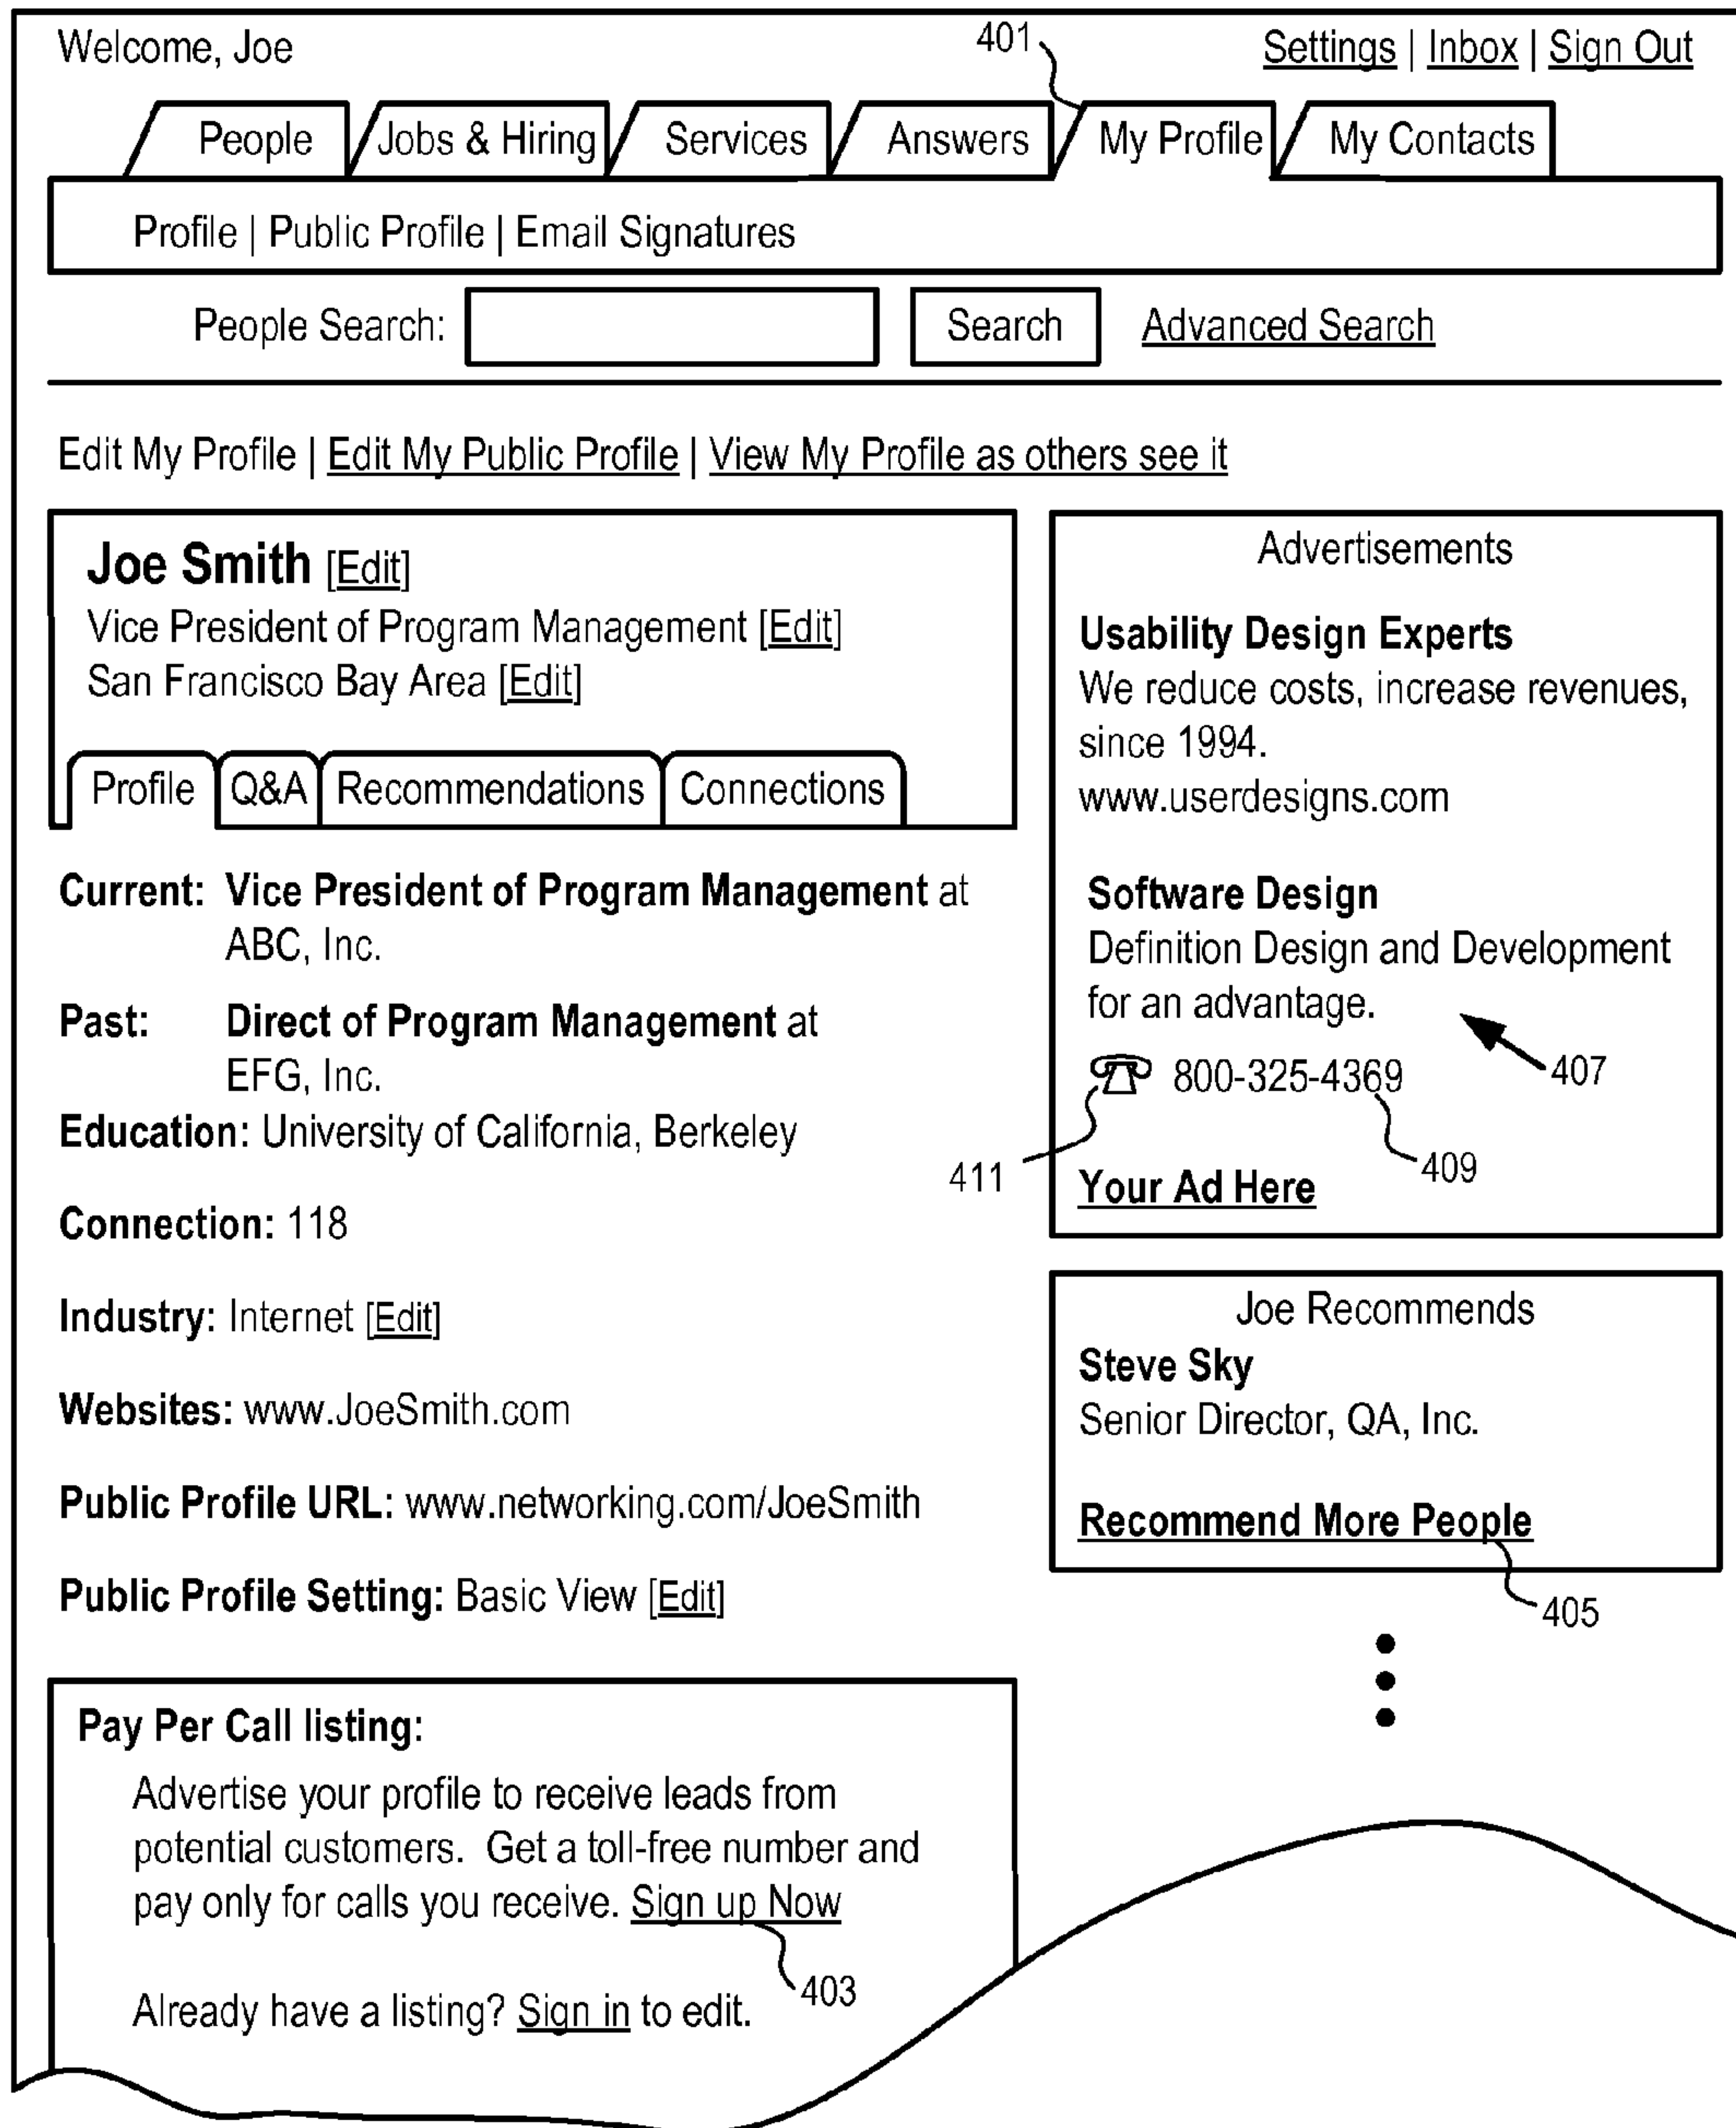 Welcome, Joe
401
Settings | Inbox | Sign Out
People
Jobs & Hiring
Services
Answers
My Profile
My Contacts
Profile | Public Profile | Email Signatures
People Search:
Search
Advanced Search
Edit My Profile | Edit My Public Profile | View My Profile as others see it
Joe Smith [Edit]
Vice President of Program Management [Edit]
San Francisco Bay Area [Edit]
Profile
Q&A
Recommendations
Connections
Current: Vice President of Program Management at
ABC, Inc.
Past: Direct of Program Management at
EFG, Inc.
Education: University of California, Berkeley
Connection: 118
Industry: Internet [Edit]
Websites: www.JoeSmith.com
Public Profile URL: www.networking.com/JoeSmith
Public Profile Setting: Basic View [Edit]
Pay Per Call listing:
Advertise your profile to receive leads from
potential customers. Get a toll-free number and
pay only for calls you receive. Sign up Now
403
Already have a listing? Sign in to edit.
Advertisements
Usability Design Experts
We reduce costs, increase revenues,
since 1994.
www.userdesigns.com
Software Design
Definition Design and Development
for an advantage.
407
800-325-4369
411
409
Your Ad Here
Joe Recommends
Steve Sky
Senior Director, QA, Inc.
Recommend More People
405